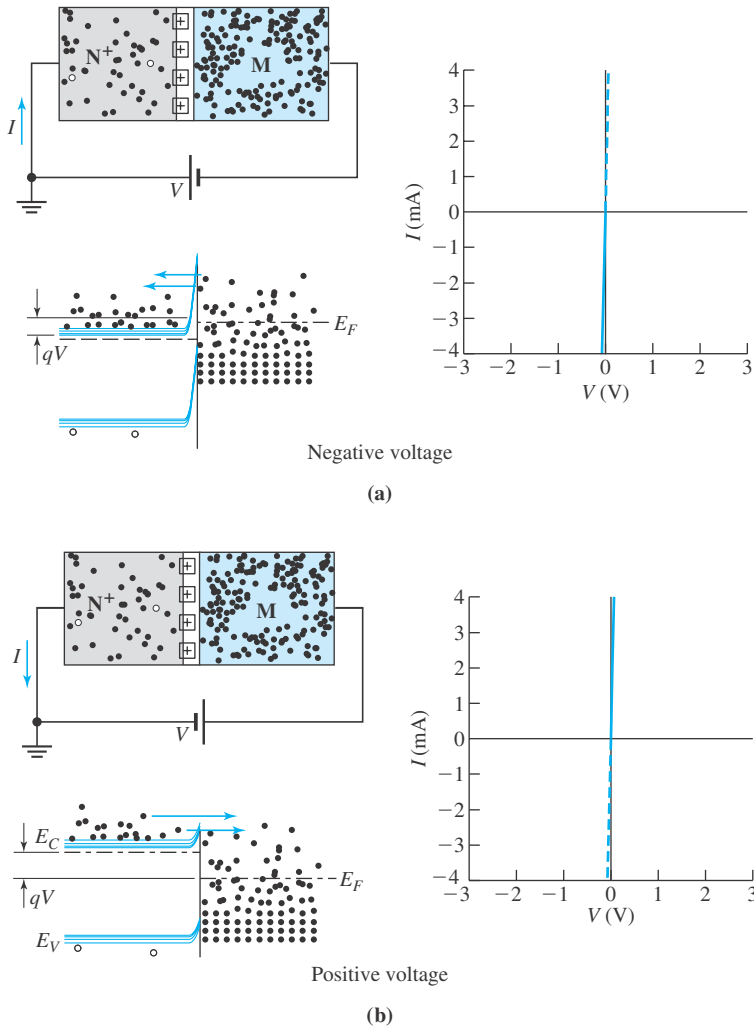 N+
M
I
V
qV
E_F
I (mA)
4
3
2
1
0
−1
−2
−3
−4
−3 −2 −1 0 1 2 3
V (V)
Negative voltage
(a)
N+
M
I
V
E_C
qV
E_V
E_F
I (mA)
4
3
2
1
0
−1
−2
−3
−4
−3 −2 −1 0 1 2 3
V (V)
Positive voltage
(b)